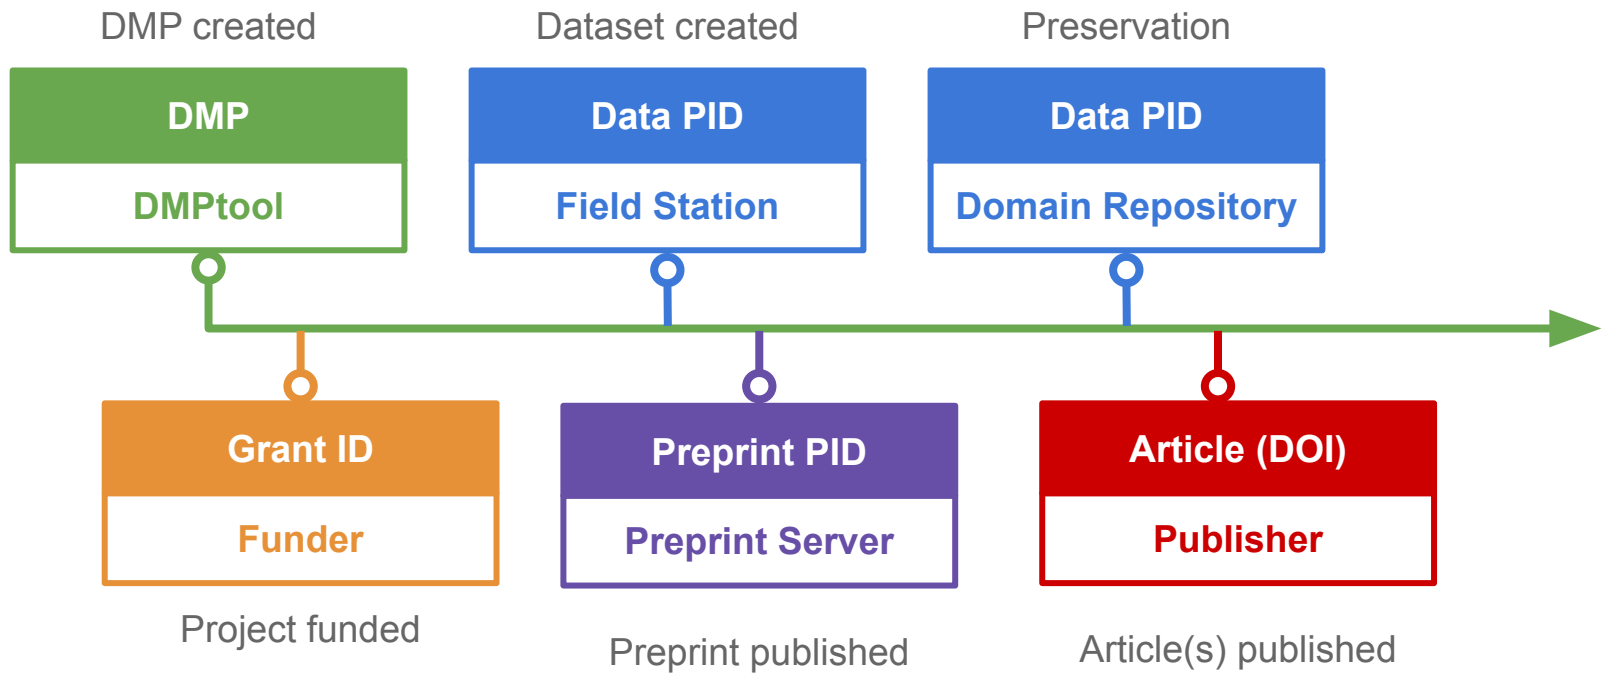 DMP created
Dataset created
Preservation
DMP
Data PID
Data PID
DMPtool
Field Station
Domain Repository
Grant ID
Preprint PID
Article (DOI)
Funder
Preprint Server
Publisher
Project funded
Preprint published
Article(s) published